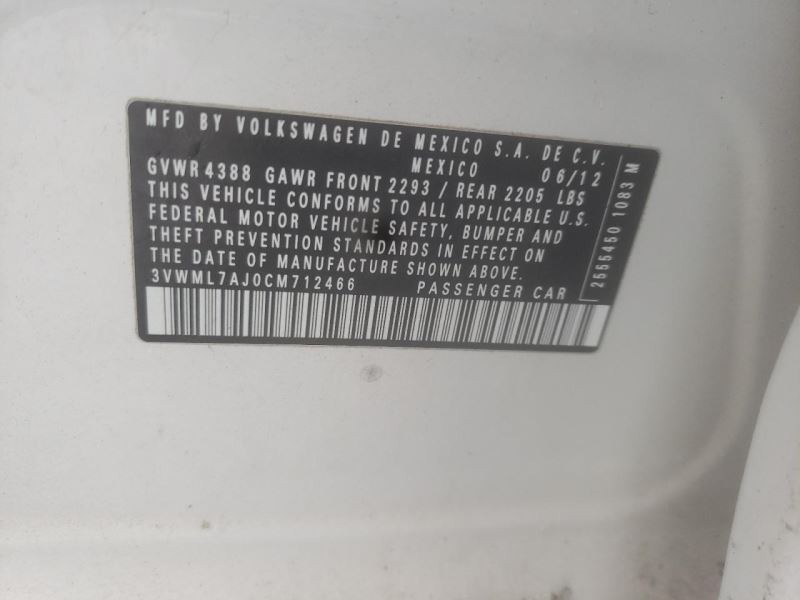 MFD BY VOLKSWAGEN DE MEXICO S.A. DE C.V.
MEXICO 06/12
GVWR 4388 GAWR FRONT 2293 / REAR 2205 LBS
THIS VEHICLE CONFORMS TO ALL APPLICABLE U.S.
FEDERAL MOTOR VEHICLE SAFETY, BUMPER AND
THEFT PREVENTION STANDARDS IN EFFECT ON
THE DATE OF MANUFACTURE SHOWN ABOVE.
3VWML7AJ0CM712466 PASSENGER CAR
2555450 1083 M